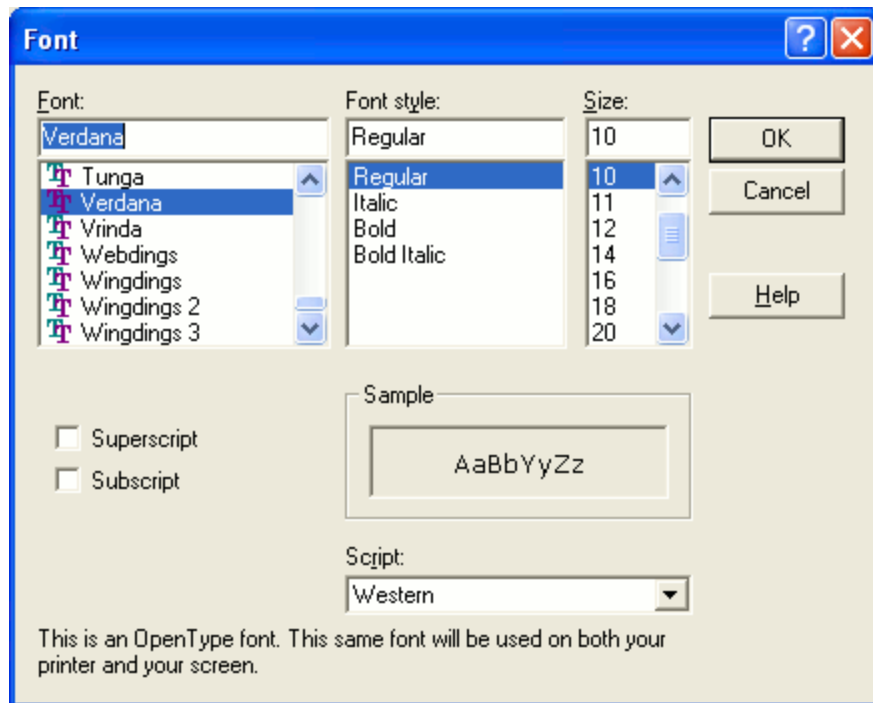 Font
Font:
Font style:
Size:
Verdana
Regular
10
OK
Tunga
Verdana
Vrinda
Webdings
Wingdings
Wingdings 2
Wingdings 3
Regular
Italic
Bold
Bold Italic
10
11
12
14
16
18
20
Cancel
Help
Superscript
Subscript
Sample
AaBbYyZz
Script:
Western
This is an OpenType font. This same font will be used on both your
printer and your screen.